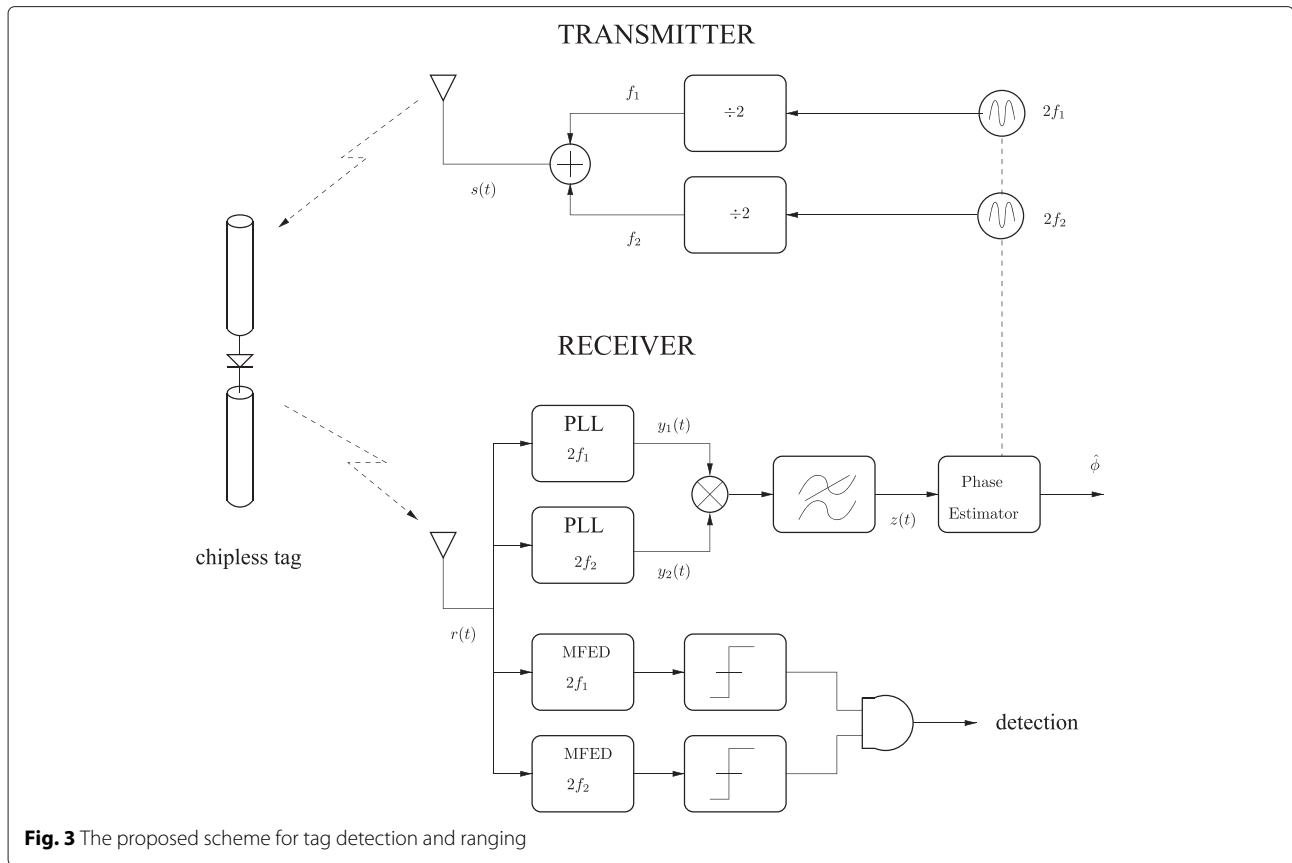 TRANSMITTER
f₁
÷2
2f₁
s(t)
f₂
÷2
2f₂
chipless tag
RECEIVER
PLL
2f₁
y₁(t)
PLL
2f₂
y₂(t)
z(t)
Phase
Estimator
ϕ̂
r(t)
MFED
2f₁
MFED
2f₂
detection
Fig. 3 The proposed scheme for tag detection and ranging